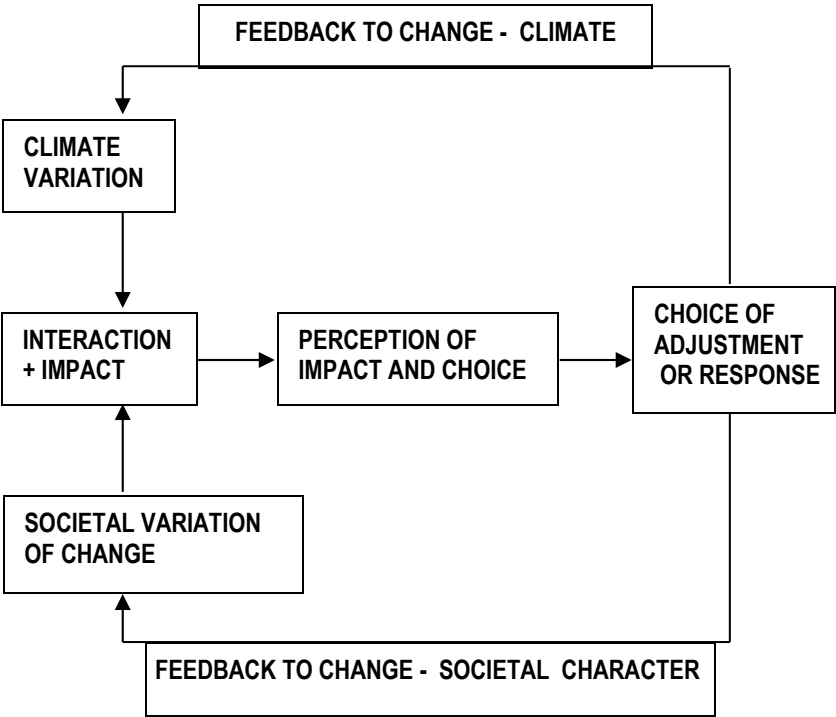 FEEDBACK TO CHANGE - CLIMATE
CLIMATE
VARIATION
INTERACTION
+ IMPACT
PERCEPTION OF
IMPACT AND CHOICE
CHOICE OF
ADJUSTMENT
OR RESPONSE
SOCIETAL VARIATION
OF CHANGE
FEEDBACK TO CHANGE - SOCIETAL CHARACTER